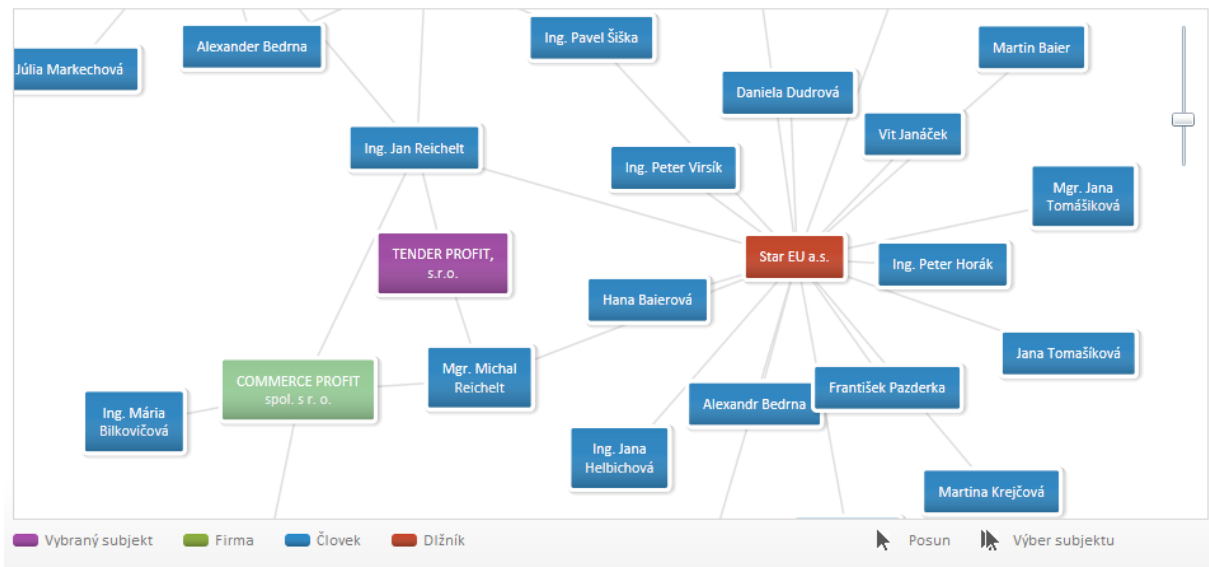 Ing. Pavel Šiška
Alexander Bedrna
Martin Baier
Júlia Markechová
Daniela Dudrová
Vit Janáček
Ing. Jan Reichelt
Ing. Peter Virsík
Mgr. Jana
Tomášiková
TENDER PROFIT,
s.r.o.
Star EU a.s.
Ing. Peter Horák
Hana Baierová
Jana Tomašíková
Mgr. Michal
Reichelt
COMMERCE PROFIT
spol. s r. o.
František Pazderka
Alexandr Bedrna
Ing. Mária
Bilkovičová
Ing. Jana
Helbichová
Martina Krejčová
Vybraný subjekt
Firma
Človek
Dlžník
Posun
Výber subjektu